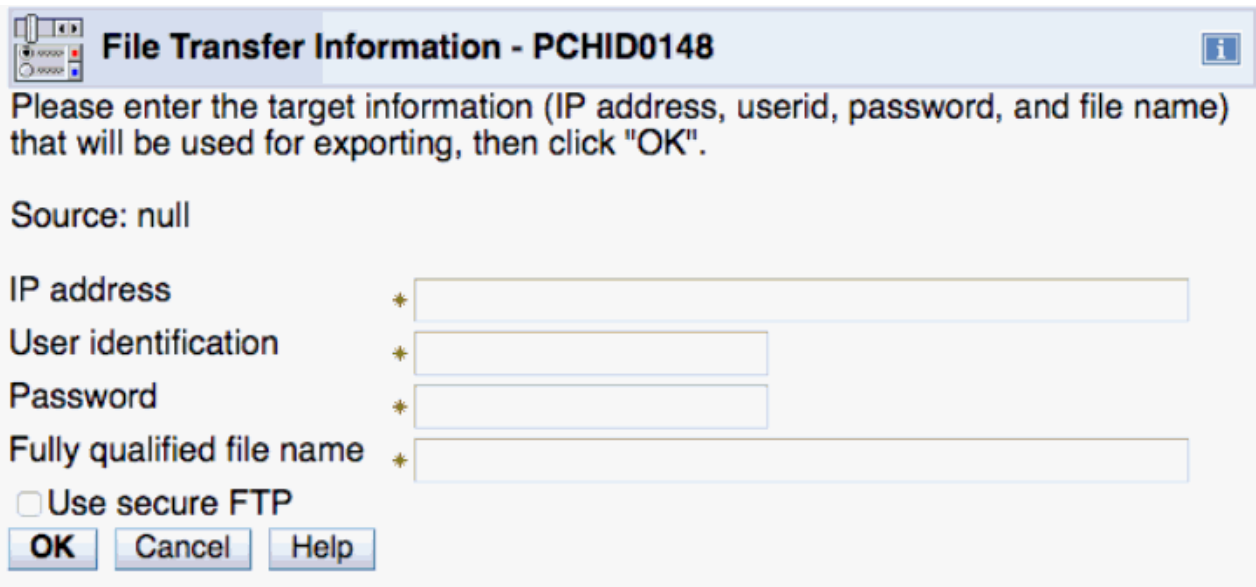 File Transfer Information - PCHID0148
Please enter the target information (IP address, userid, password, and file name)
that will be used for exporting, then click "OK".
Source: null
IP address
User identification
Password
Fully qualified file name
Use secure FTP
OK Cancel Help